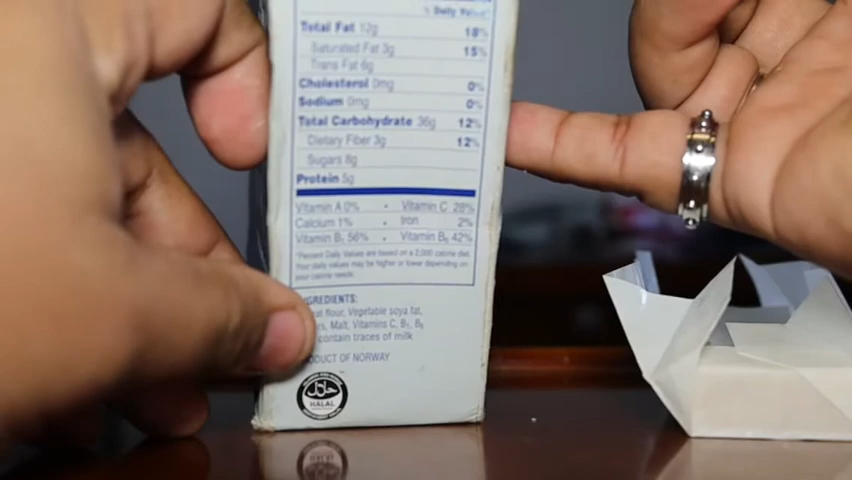 % Daily Value*
Total Fat 12g 18%
Saturated Fat 3g 15%
Trans Fat 6g
Cholesterol 0mg 0%
Sodium 0mg 0%
Total Carbohydrate 36g 12%
Dietary Fiber 3g 12%
Sugars 8g
Protein 5g
Vitamin A 0% • Vitamin C 28%
Calcium 1% • Iron 2%
Vitamin B₁ 56% • Vitamin B₆ 42%
*Percent Daily Values are based on a 2,000 calorie diet.
Your daily values may be higher or lower depending on
your calorie needs.
GREDIENTS:
flour, Vegetable soya fat,
Malt, Vitamins C, B₁, B₆
contain traces of milk
DUCT OF NORWAY
حلال
HALAL